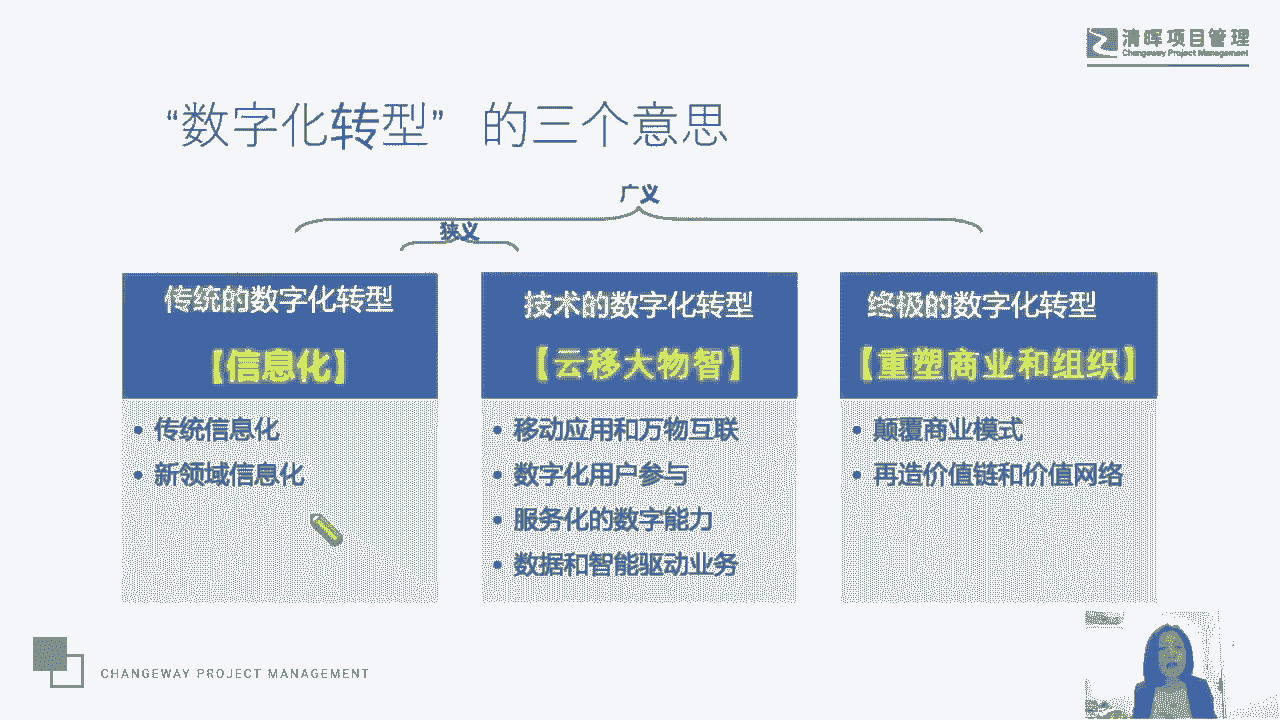 清晖项目管理
Changeway Project Management
“数字化转型” 的三个意思
广义
狭义
传统的数字化转型
【信息化】
• 传统信息化
• 新领域信息化
技术的数字化转型
【云移大物智】
• 移动应用和万物互联
• 数字化用户参与
• 服务化的数字能力
• 数据和智能驱动业务
终极的数字化转型
【重塑商业和组织】
• 颠覆商业模式
• 再造价值链和价值网络
CHANGEWAY PROJECT MANAGEMENT